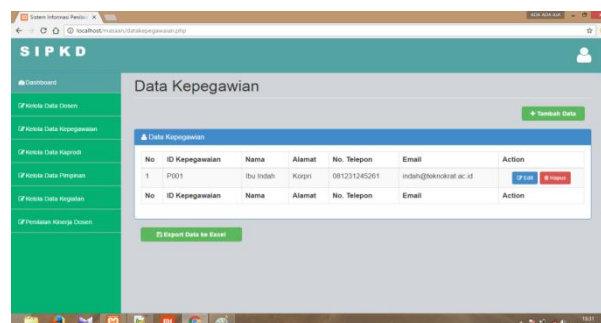 Sistem Informasi Penilai
localhost/masaan/datakepegawaian.php
SIPKD
Dashboard
Kelola Data Dosen
Kelola Data Kepegawaian
Kelola Data Kaprodi
Kelola Data Pimpinan
Kelola Data Kegiatan
Penilaian Kinerja Dosen
Data Kepegawian
+ Tambah Data
Data Kepegawian
No ID Kepegawaian Nama Alamat No. Telepon Email Action
1 P001 Ibu Indah Korpri 081231245261 indah@teknokrat.ac.id Edit Hapus
No ID Kepegawaian Nama Alamat No. Telepon Email Action
Export Data ke Excel